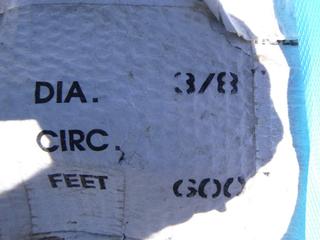 DIA. 3/8
CIRC.
FEET 600